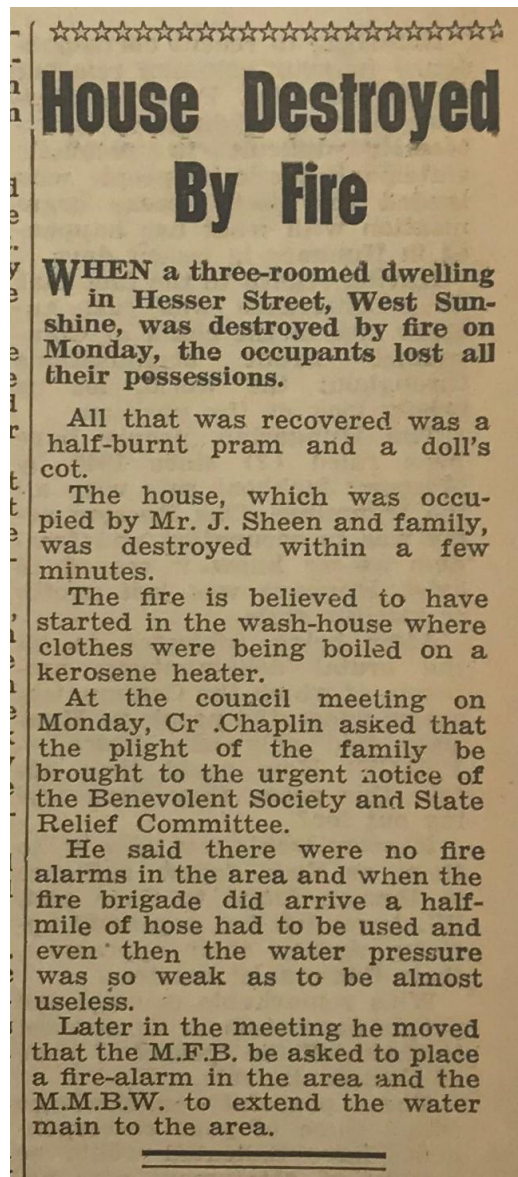 House Destroyed
By Fire
WHEN a three-roomed dwelling
in Hesser Street, West Sun-
shine, was destroyed by fire on
Monday, the occupants lost all
their possessions.
All that was recovered was a
half-burnt pram and a doll's
cot.
The house, which was occu-
pied by Mr. J. Sheen and family,
was destroyed within a few
minutes.
The fire is believed to have
started in the wash-house where
clothes were being boiled on a
kerosene heater.
At the council meeting on
Monday, Cr .Chaplin asked that
the plight of the family be
brought to the urgent notice of
the Benevolent Society and State
Relief Committee.
He said there were no fire
alarms in the area and when the
fire brigade did arrive a half-
mile of hose had to be used and
even then the water pressure
was so weak as to be almost
useless.
Later in the meeting he moved
that the M.F.B. be asked to place
a fire-alarm in the area and the
M.M.B.W. to extend the water
main to the area.